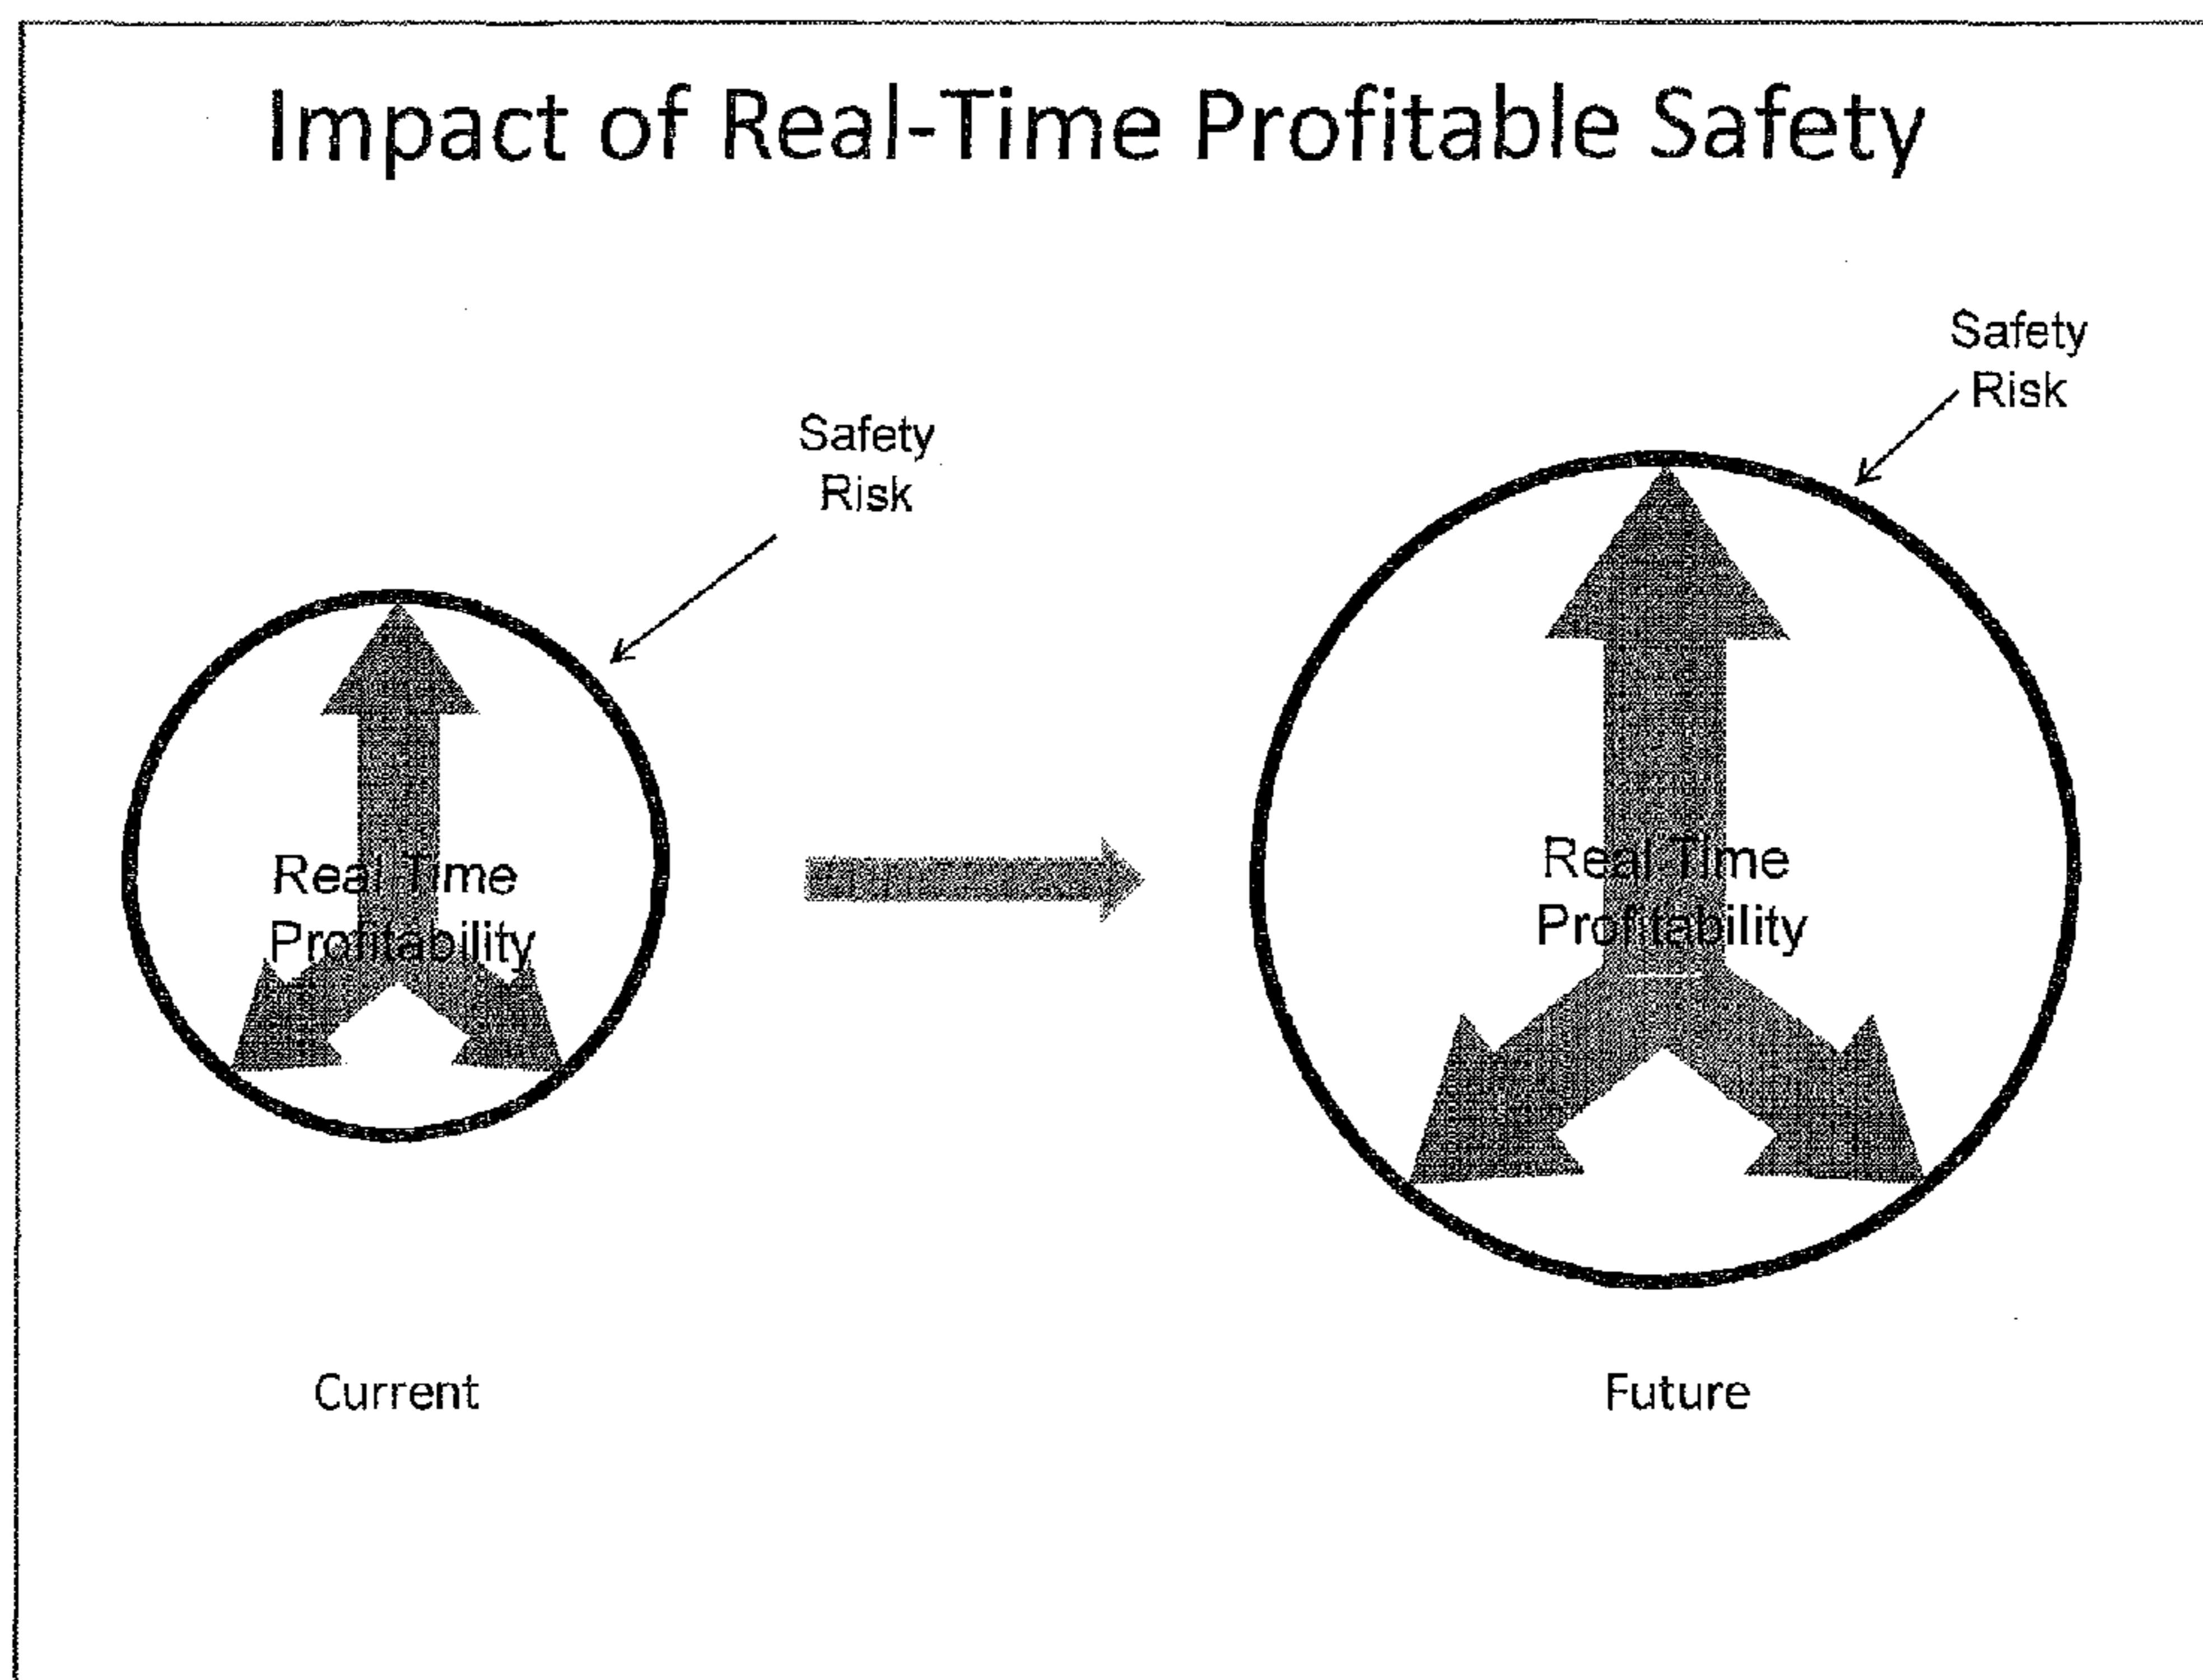 Impact of Real-Time Profitable Safety
Safety
Risk
Safety
Risk
Real-Time
Profitability
Real-Time
Profitability
Current
Future